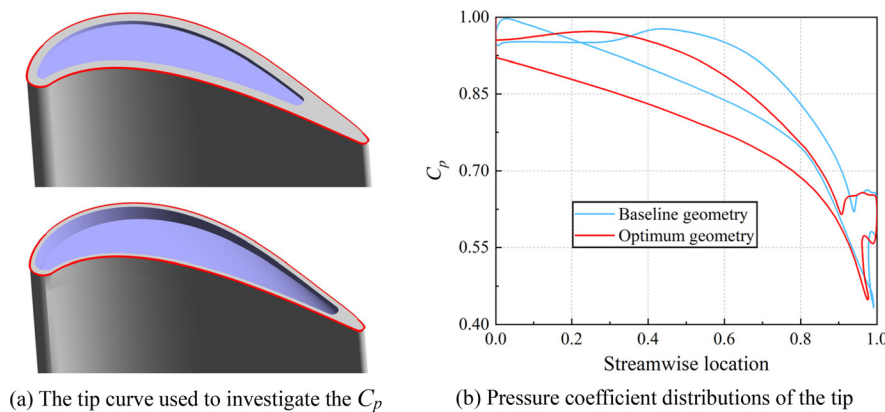 1.00
0.85
0.70
0.55
0.40
C_p
0.0 0.2 0.4 0.6 0.8 1.0
Streamwise location
Baseline geometry
Optimum geometry
(a) The tip curve used to investigate the C_p
(b) Pressure coefficient distributions of the tip